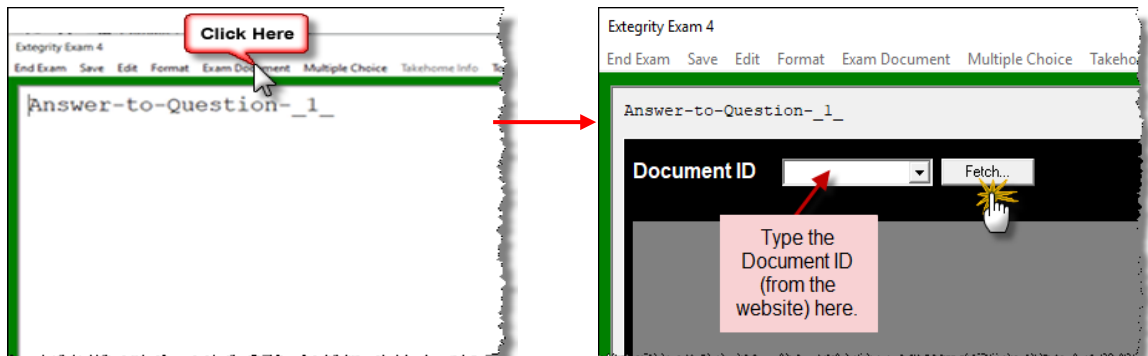 Click Here
Extegrity Exam 4
End Exam Save Edit Format Exam Document Multiple Choice Takehome Info
Answer-to-Question-_1_
Extegrity Exam 4
End Exam Save Edit Format Exam Document Multiple Choice
Answer-to-Question-_1_
Document ID Fetch...
Type the
Document ID
(from the
website) here.